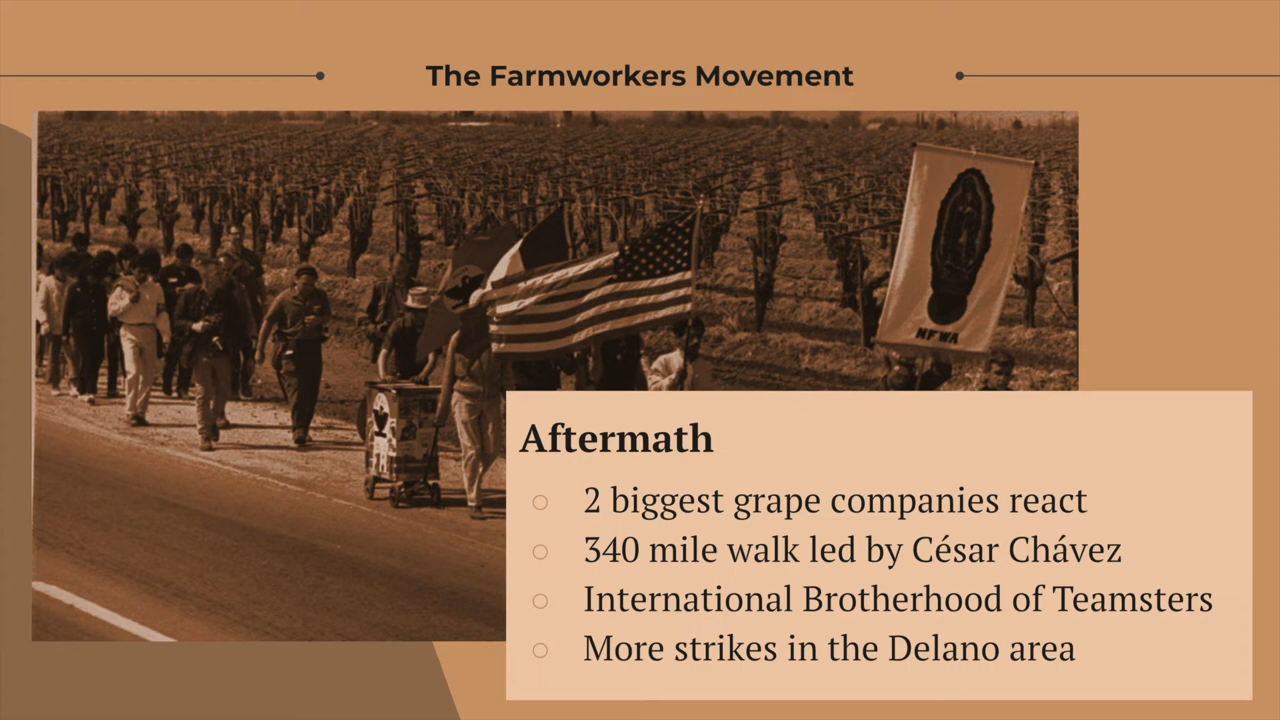 The Farmworkers Movement
NFWA
Aftermath
2 biggest grape companies react
340 mile walk led by César Chávez
International Brotherhood of Teamsters
More strikes in the Delano area